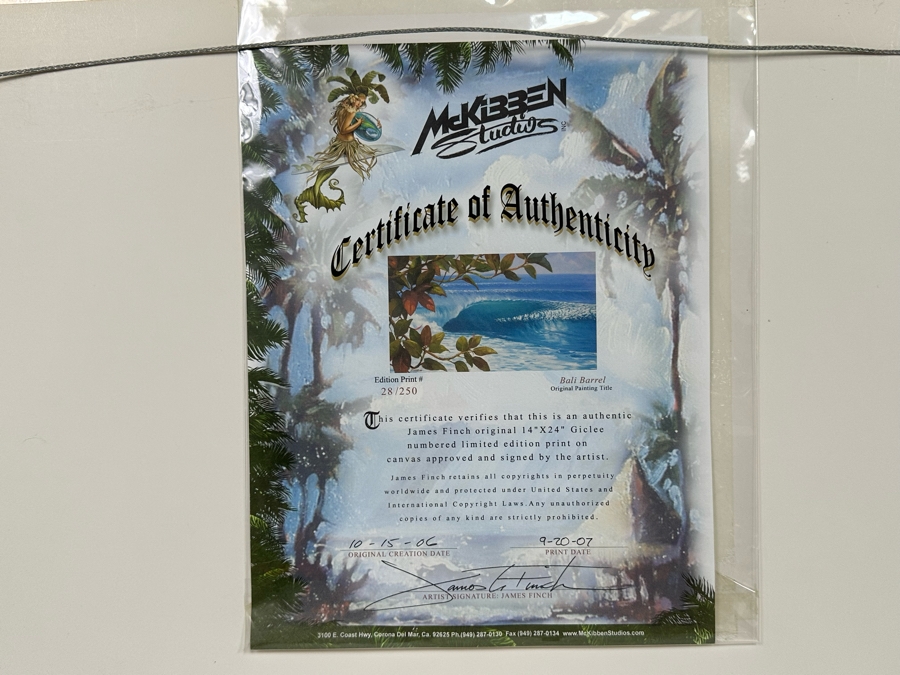 McKiBBEN
Studios INC
Certificate of Authenticity
Edition Print #
28/250
Bali Barrel
Original Painting Title
This certificate verifies that this is an authentic
James Finch original 14"X24" Giclee
numbered limited edition print on
canvas approved and signed by the artist.
James Finch retains all copyrights in perpetuity
worldwide and protected under United States and
International Copyright Laws. Any unauthorized
copies of any kind are strictly prohibited.
10-15-06
ORIGINAL CREATION DATE
9-20-07
PRINT DATE
James G Finch
ARTIST SIGNATURE: JAMES FINCH
3100 E. Coast Hwy, Corona Del Mar, Ca. 92625 Ph.(949) 287-0130 Fax (949) 287-0134 www.McKibbenStudios.com